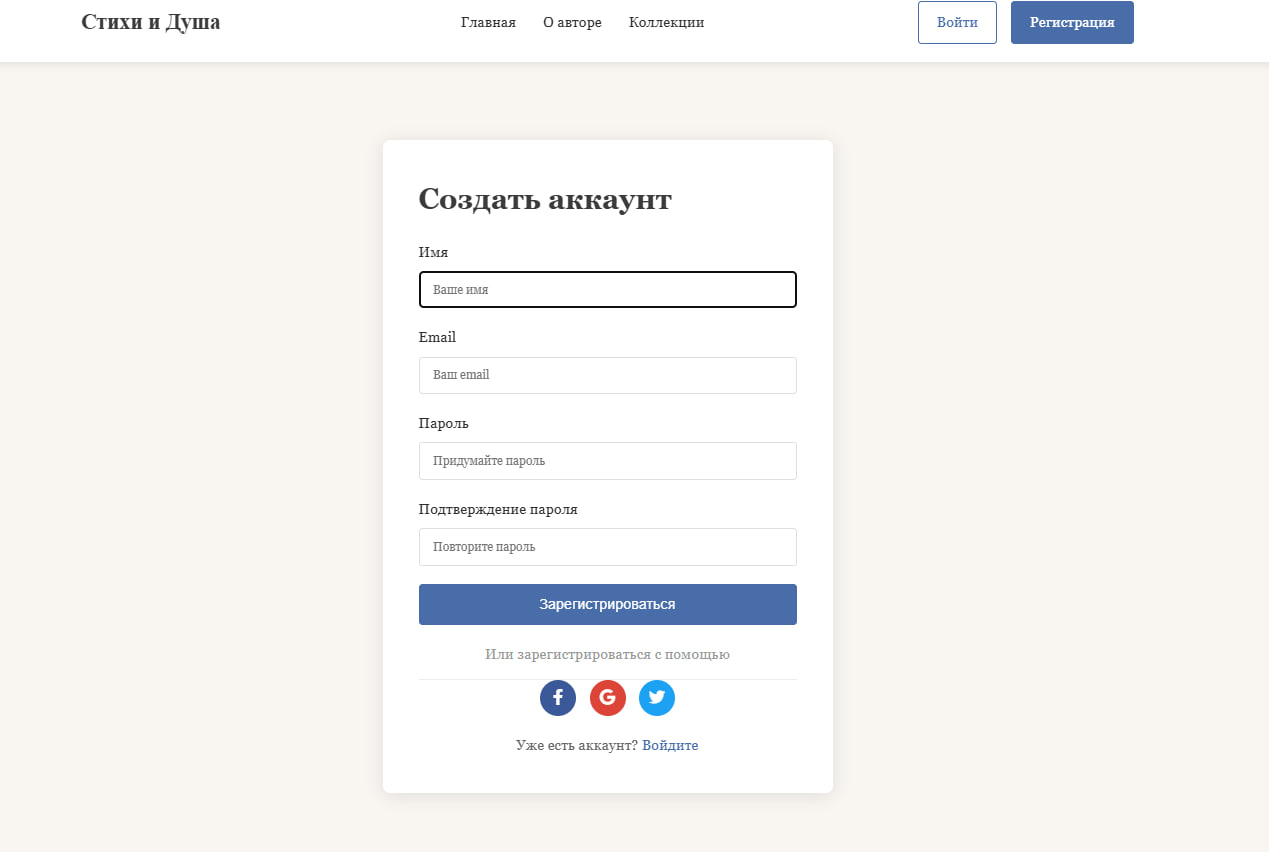 Стихи и Душа
Главная О авторе Коллекции
Войти
Регистрация
Создать аккаунт
Имя
Ваше имя
Email
Ваш email
Пароль
Придумайте пароль
Подтверждение пароля
Повторите пароль
Зарегистрироваться
Или зарегистрироваться с помощью
Уже есть аккаунт? Войдите